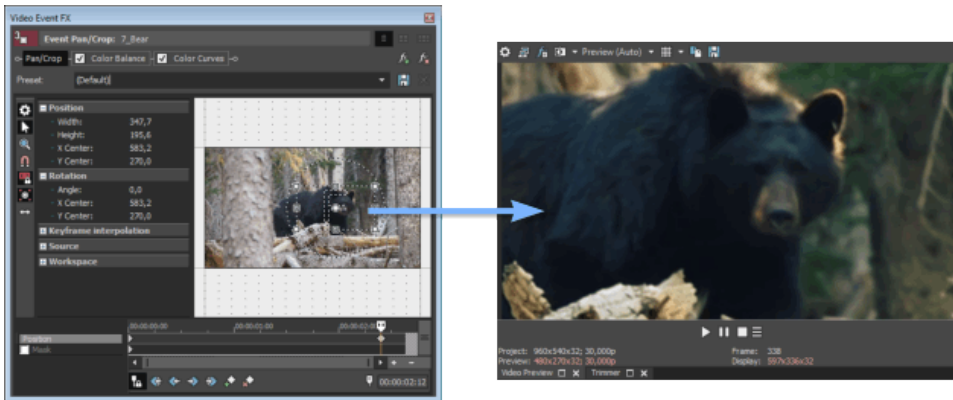 Video Event FX
Event Pan/Crop: 7_Bear
Pan/Crop Color Balance Color Curves
Preset: (Default)
Position
Width: 347,7
Height: 195,6
X Center: 583,2
Y Center: 270,0
Rotation
Angle: 0,0
X Center: 583,2
Y Center: 270,0
Keyframe interpolation
Source
Workspace
00:00:00:00 00:00:01:00 00:00:02:0
Position
Mask
00:00:02:12
Preview (Auto)
Project: 960x540x32; 30,000p Frame: 338
Preview: 480x270x32; 30,000p Display: 597x336x32
Video Preview Trimmer